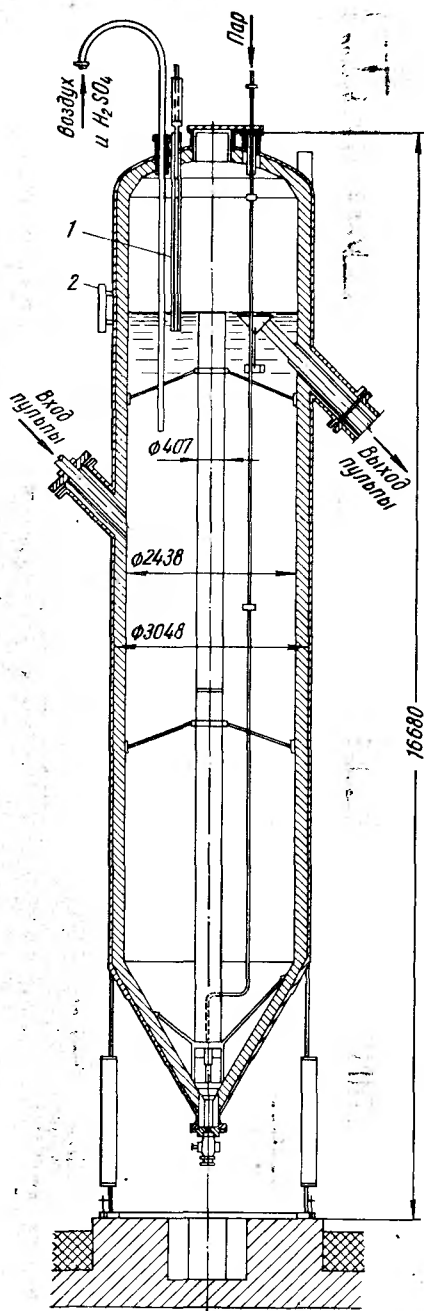 Пар
Воздух
и H₂SO₄
1
2
Вход
пульпы
Выход
пульпы
ф407
ф2438
ф3048
16680